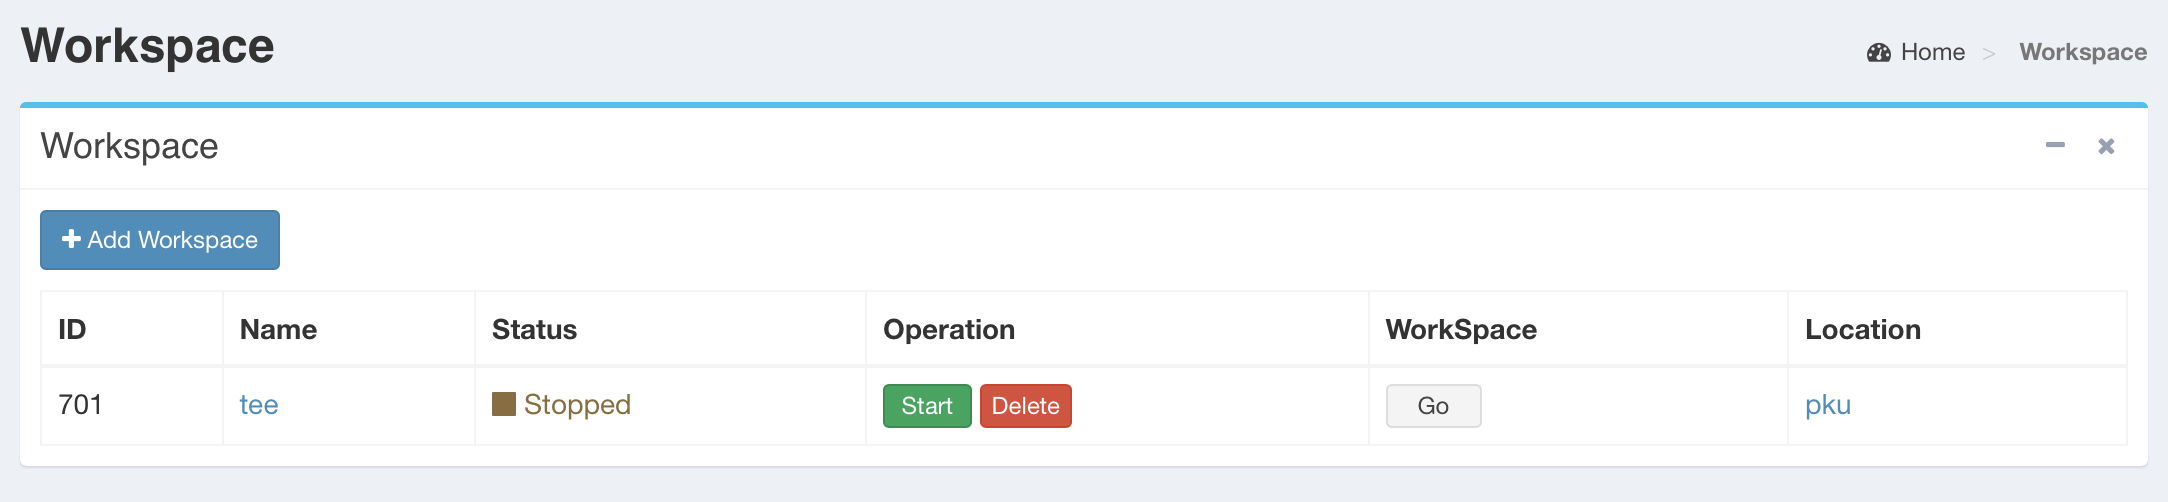 Workspace
Home > Workspace
Workspace
Add Workspace
ID Name Status Operation WorkSpace Location
701 tee Stopped Start Delete Go pku